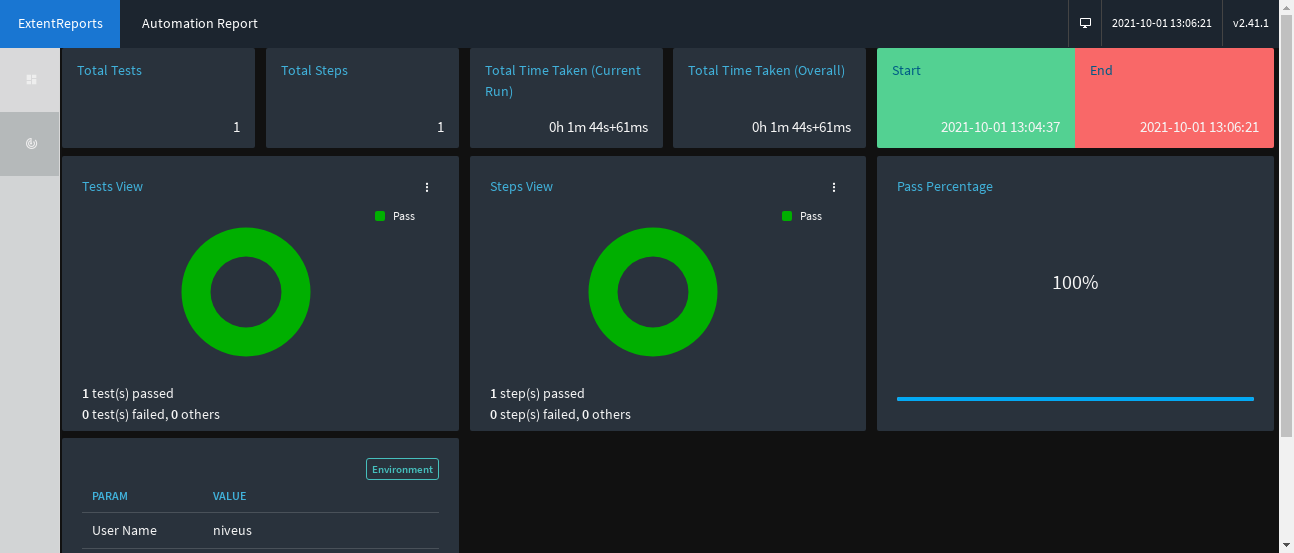 ExtentReports
Automation Report
2021-10-01 13:06:21
v2.41.1
Total Tests
1
Total Steps
1
Total Time Taken (Current
Run)
0h 1m 44s+61ms
Total Time Taken (Overall)
0h 1m 44s+61ms
Start
2021-10-01 13:04:37
End
2021-10-01 13:06:21
Tests View
Pass
1 test(s) passed
0 test(s) failed, 0 others
Steps View
Pass
1 step(s) passed
0 step(s) failed, 0 others
Pass Percentage
100%
Environment
PARAM VALUE
User Name niveus